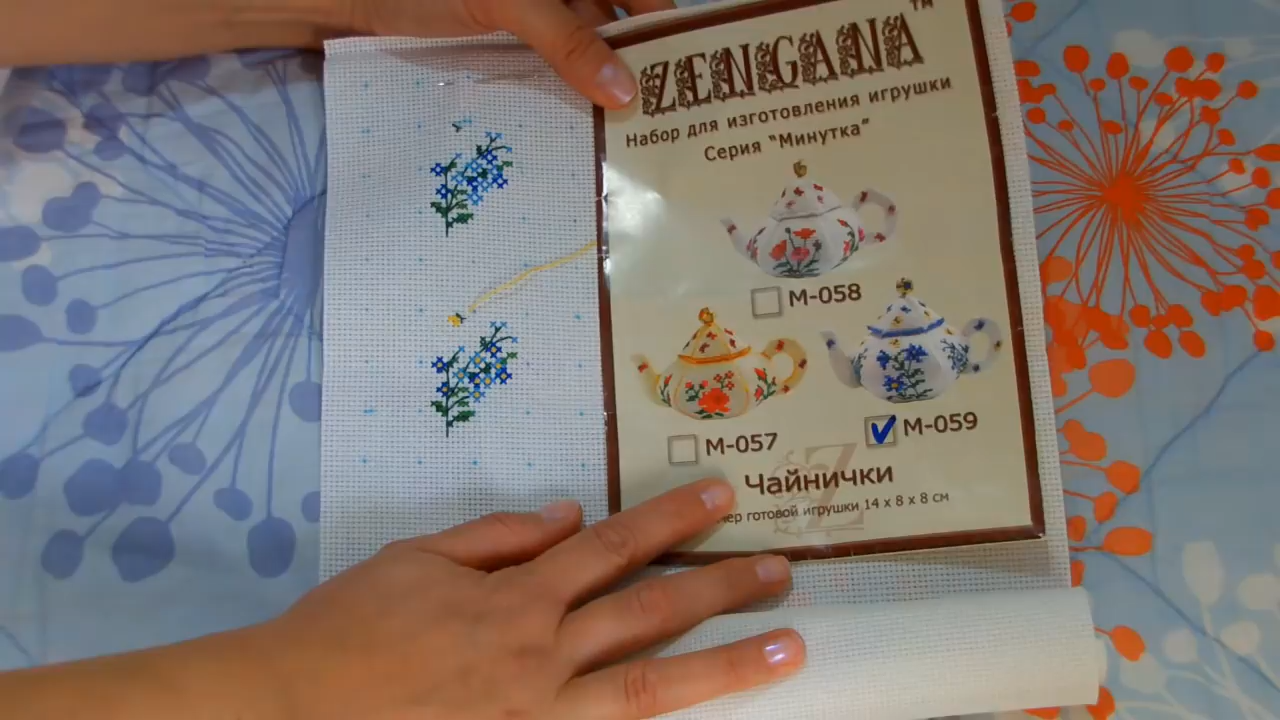 ZENGANA™
Набор для изготовления игрушки
Серия "Минутка"
М-058
М-057
М-059
Чайнички
готовой игрушки 14 x 8 x 8 см